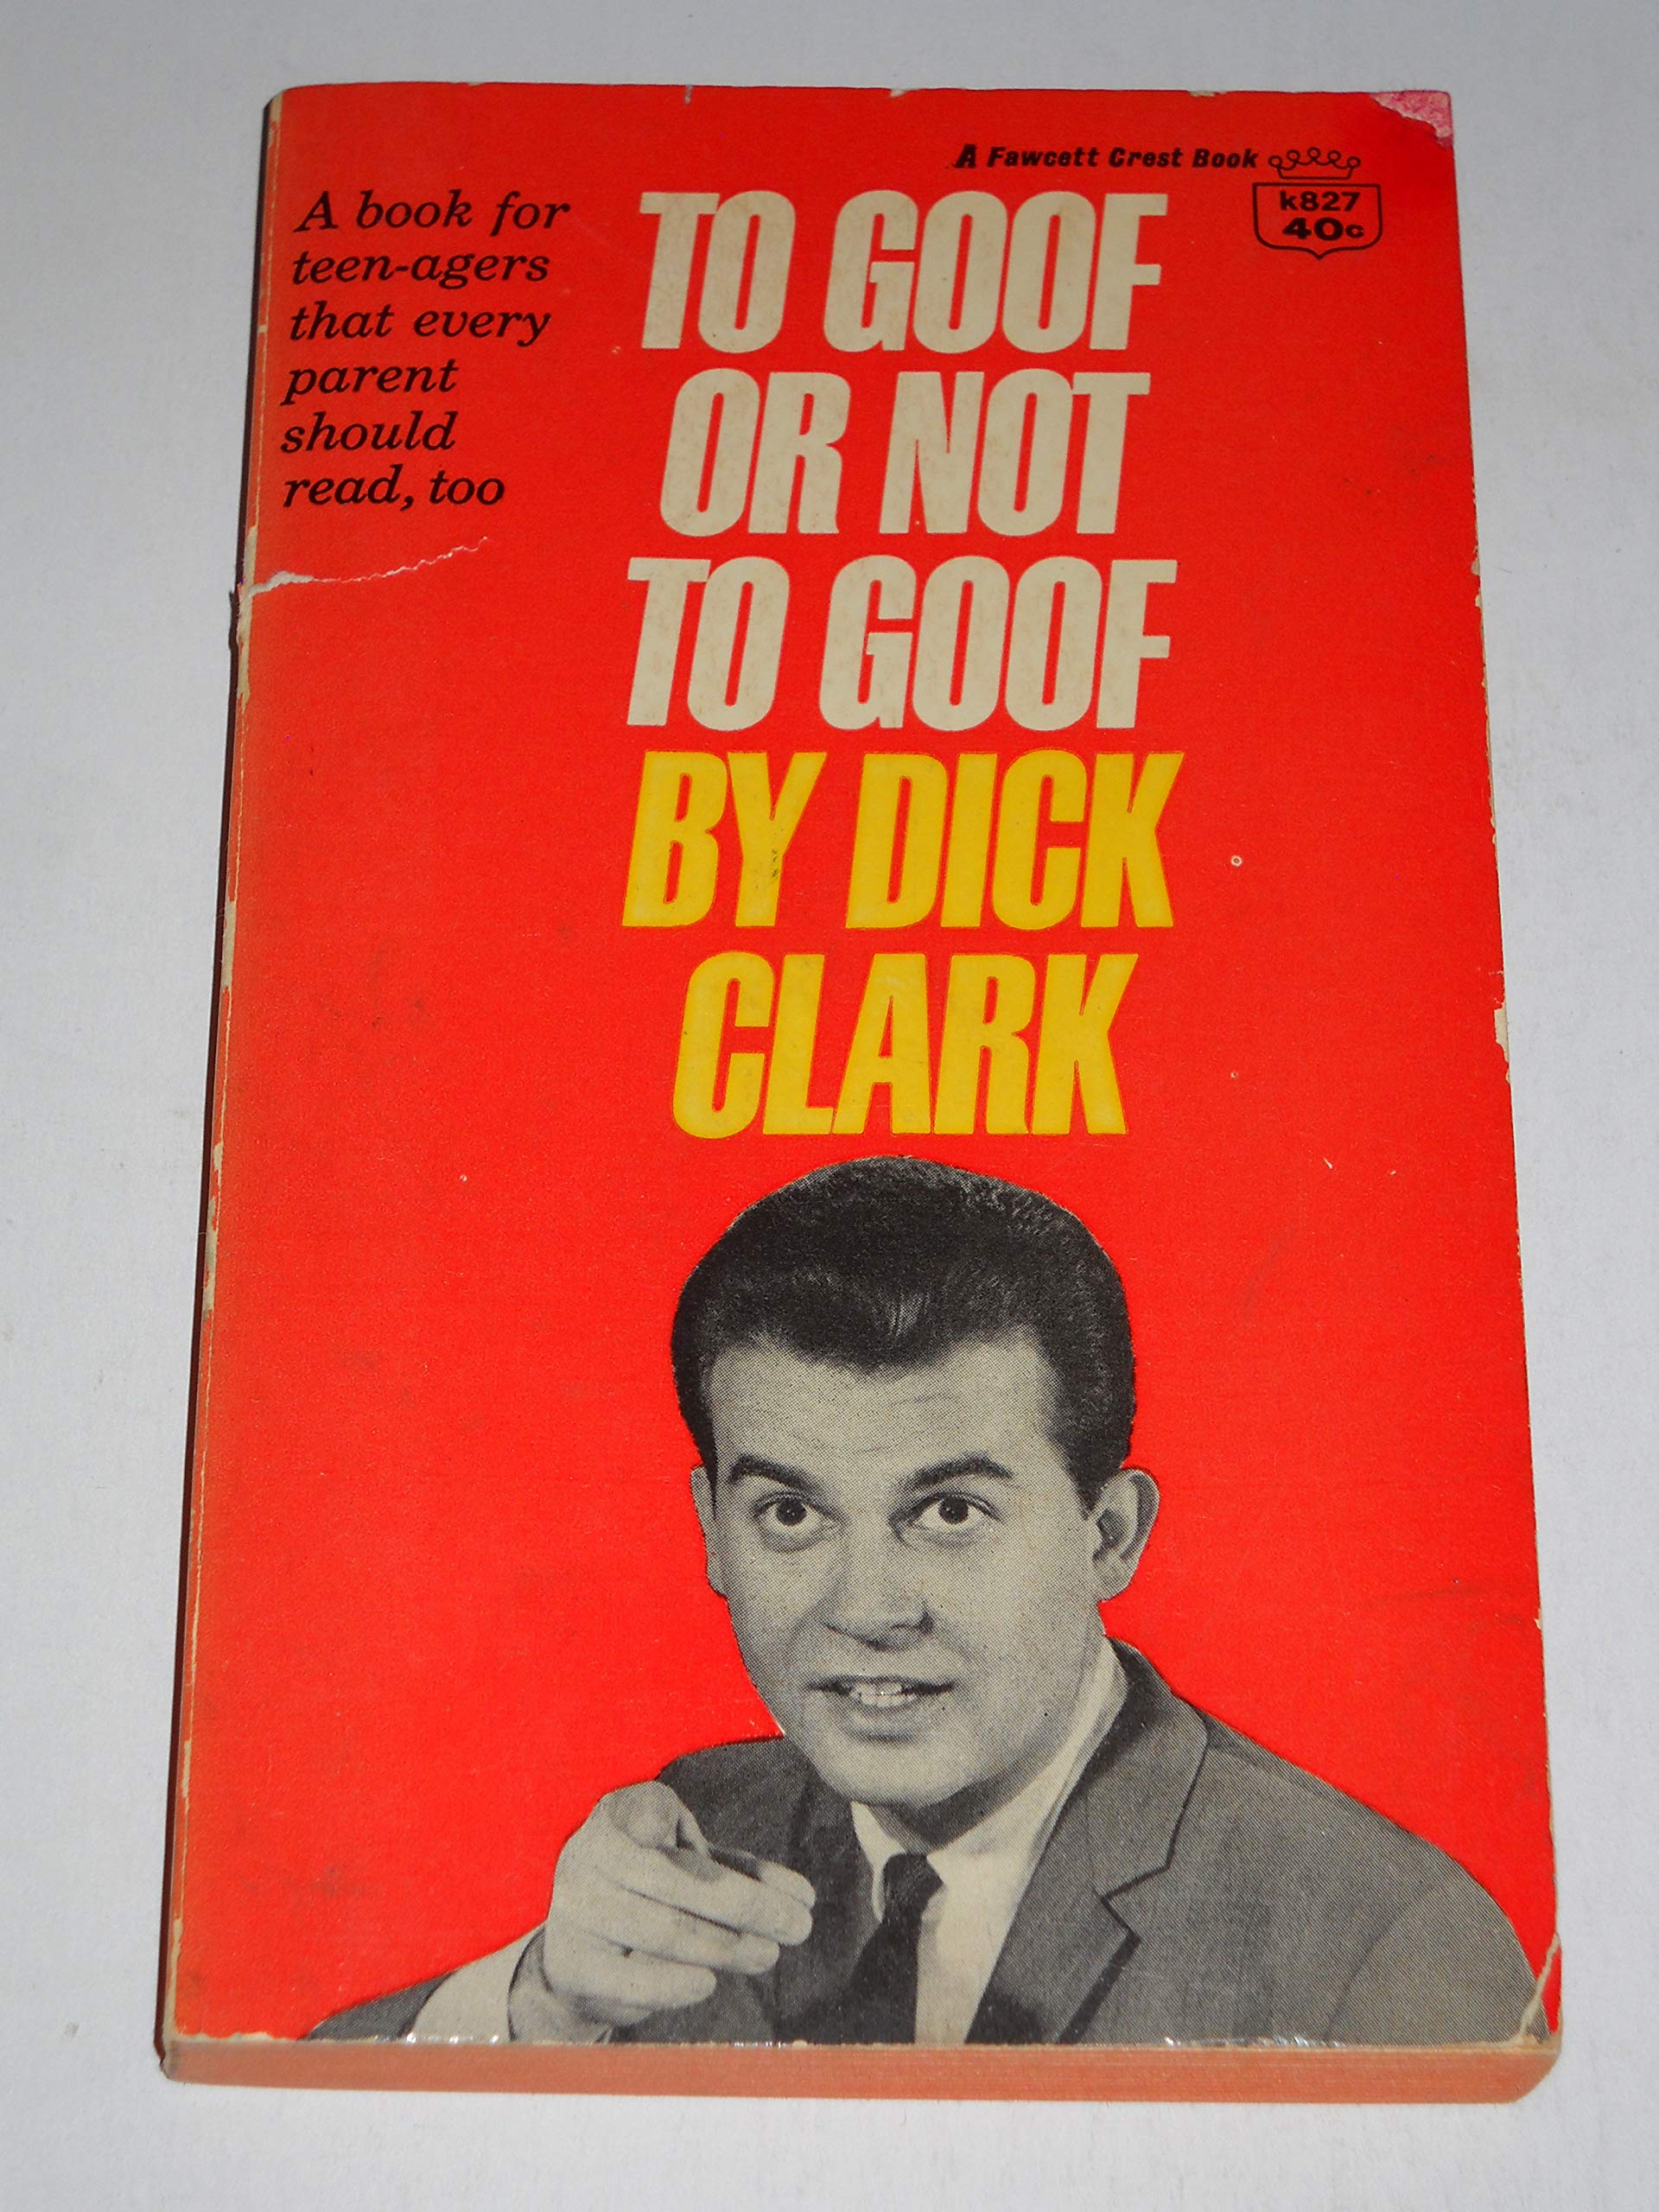 A Fawcett Crest Book
k827
40c
A book for
teen-agers
that every
parent
should
read, too
TO GOOF
OR NOT
TO GOOF
BY DICK
CLARK